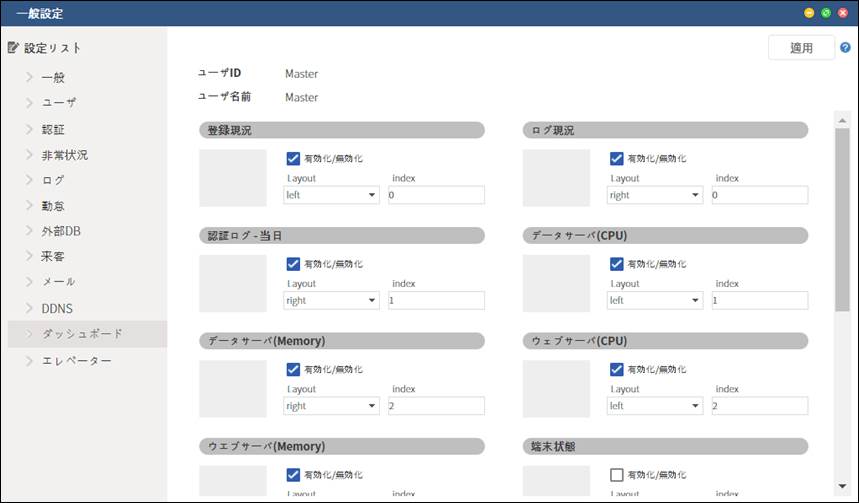 一般設定
設定リスト
一般
ユーザ
認証
非常状況
ログ
勤怠
外部DB
来客
メール
DDNS
ダッシュボード
エレベーター
適用
ユーザID Master
ユーザ名前 Master
登録現況
有効化/無効化
Layout index
left 0
ログ現況
有効化/無効化
Layout index
right 0
認証ログ - 当日
有効化/無効化
Layout index
right 1
データサーバ(CPU)
有効化/無効化
Layout index
left 1
データサーバ(Memory)
有効化/無効化
Layout index
right 2
ウェブサーバ(CPU)
有効化/無効化
Layout index
left 2
ウエブサーバ(Memory)
有効化/無効化
Layout index
端末状態
有効化/無効化
Layout index